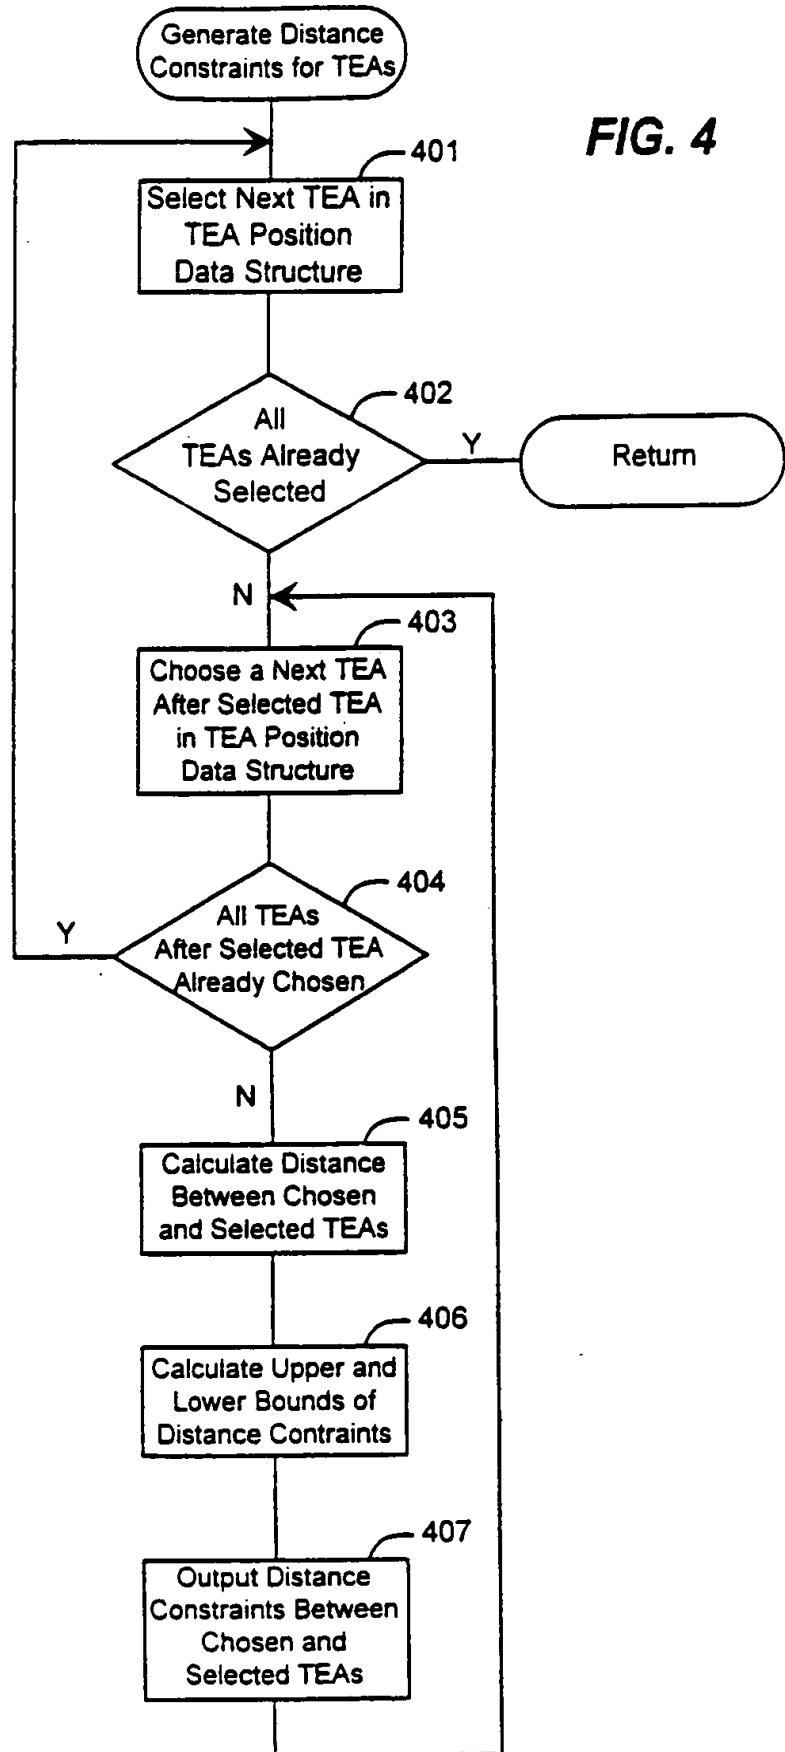 Generate Distance
Constraints for TEAs
FIG. 4
401
Select Next TEA in
TEA Position
Data Structure
402
All
TEAs Already
Selected
Y
Return
N
403
Choose a Next TEA
After Selected TEA
in TEA Position
Data Structure
404
All TEAs
After Selected TEA
Already Chosen
Y
N
405
Calculate Distance
Between Chosen
and Selected TEAs
406
Calculate Upper and
Lower Bounds of
Distance Contraints
407
Output Distance
Constraints Between
Chosen and
Selected TEAs